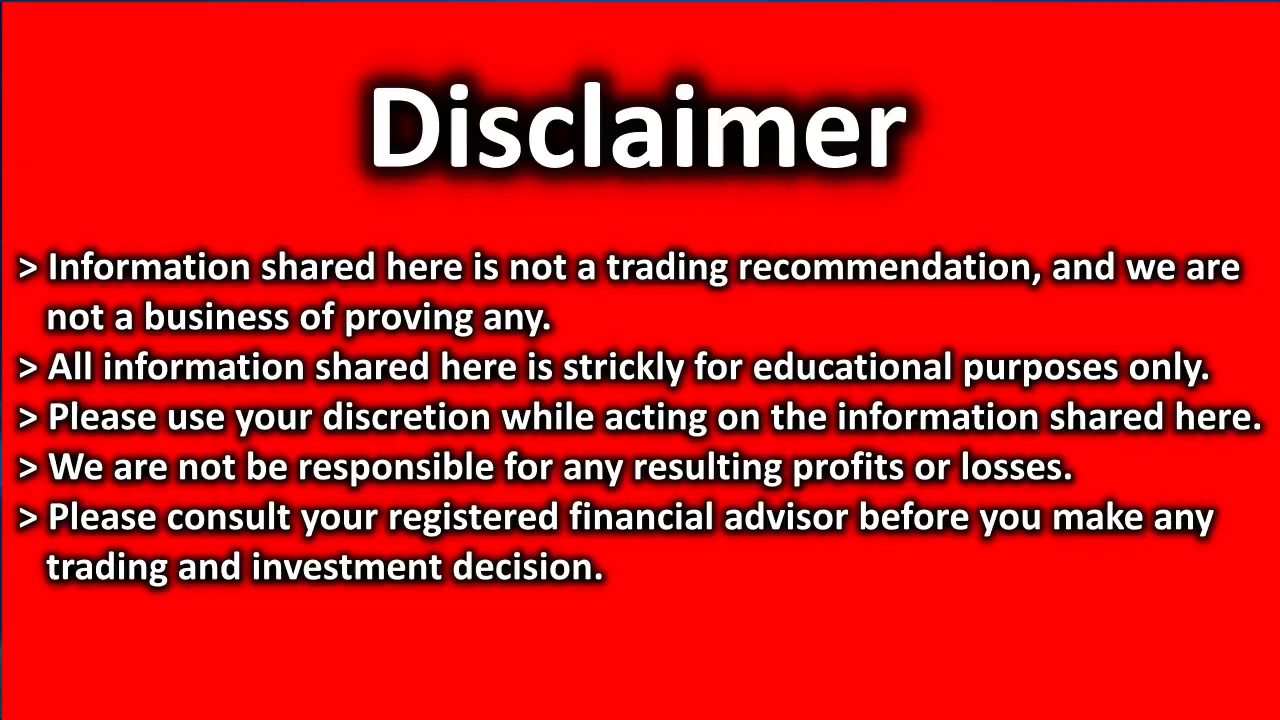 Disclaimer
> Information shared here is not a trading recommendation, and we are
not a business of proving any.
> All information shared here is strickly for educational purposes only.
> Please use your discretion while acting on the information shared here.
> We are not be responsible for any resulting profits or losses.
> Please consult your registered financial advisor before you make any
trading and investment decision.